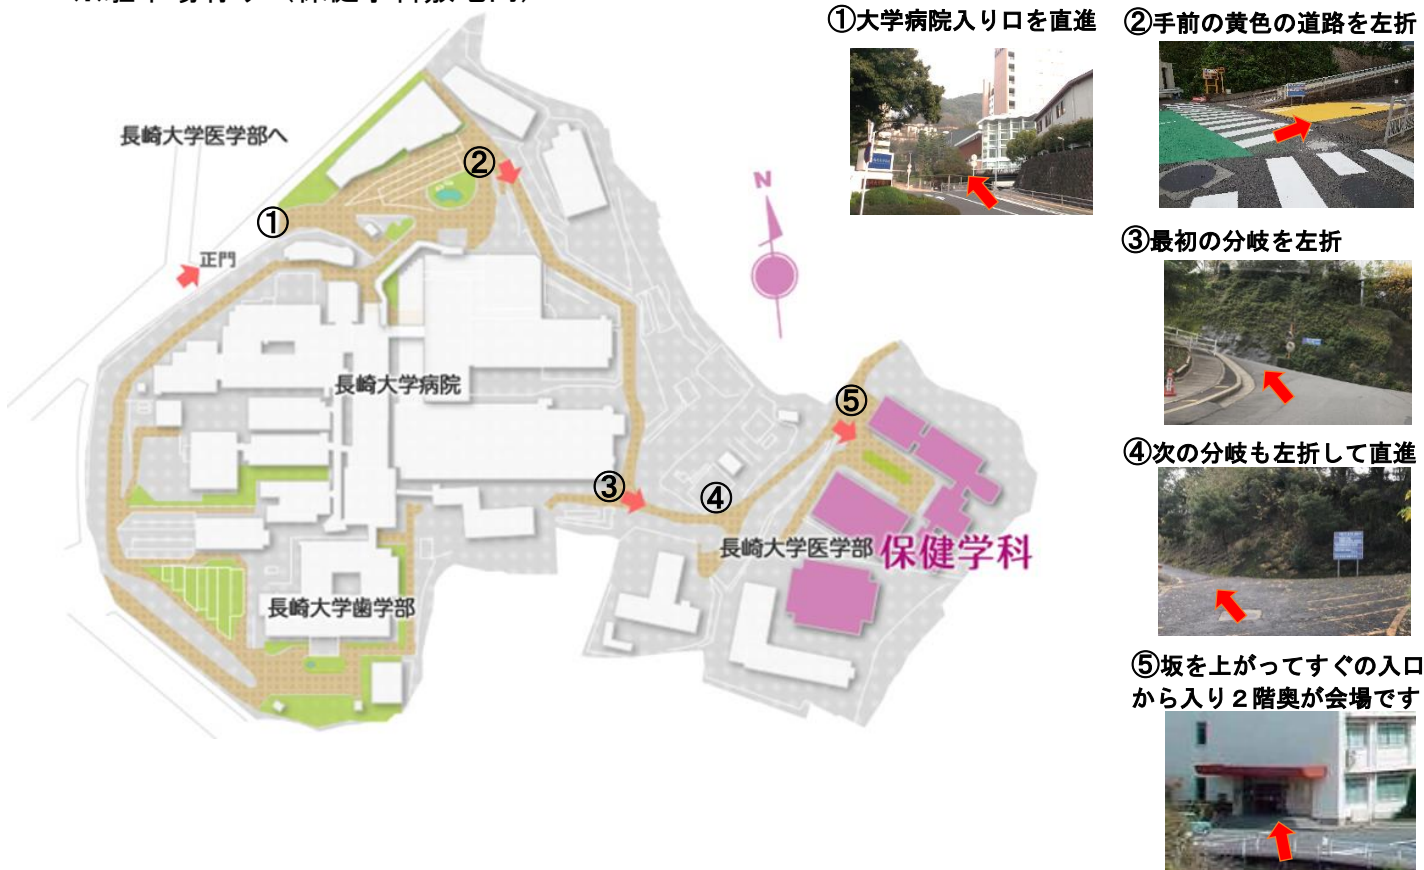 ①大学病院入り口を直進
②手前の黄色の道路を左折
長崎大学医学部へ
②
①
N
正門
③最初の分岐を左折
長崎大学病院
⑤
④次の分岐も左折して直進
③
④
長崎大学医学部 保健学科
長崎大学歯学部
⑤坂を上がってすぐの入口
から入り２階奥が会場です